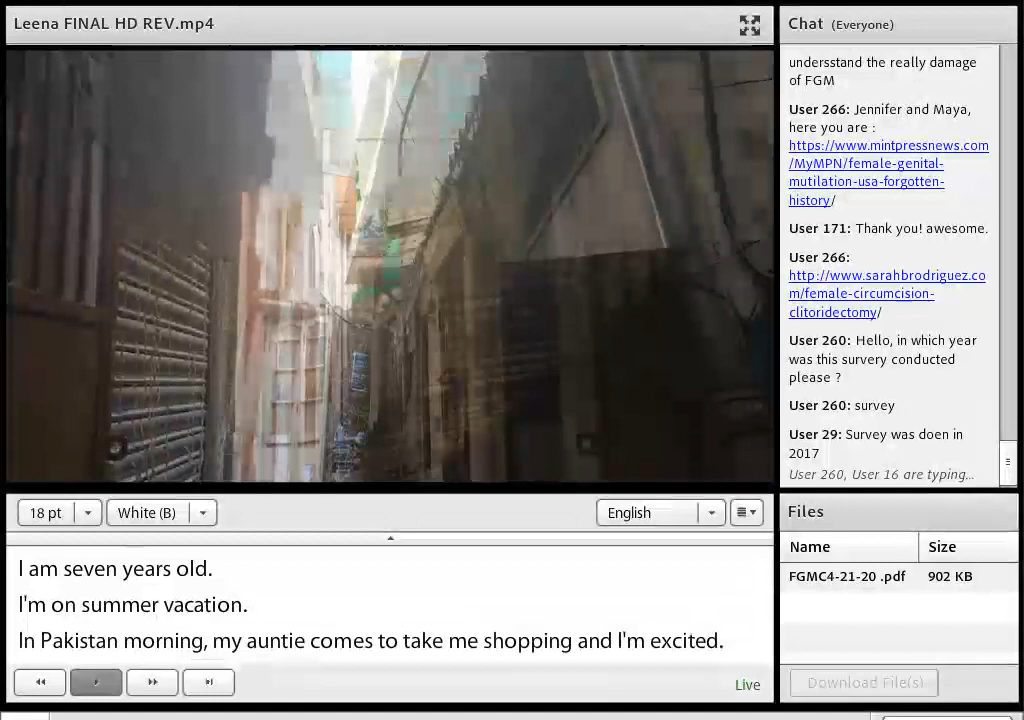 Leena FINAL HD REV.mp4
Chat (Everyone)
undersstand the really damage
of FGM
User 266: Jennifer and Maya,
here you are :
https://www.mintpressnews.com
/MyMPN/female-genital-
mutilation-usa-forgotten-
history/
User 171: Thank you! awesome.
User 266:
http://www.sarahbrodriguez.co
m/female-circumcision-
clitoridectomy/
User 260: Hello, in which year
was this survery conducted
please ?
User 260: survey
User 29: Survey was doen in
2017
User 260, User 16 are typing...
18 pt
White (B)
English
I am seven years old.
I'm on summer vacation.
In Pakistan morning, my auntie comes to take me shopping and I'm excited.
Live
Files
Name Size
FGMC4-21-20 .pdf 902 KB
Download File(s)